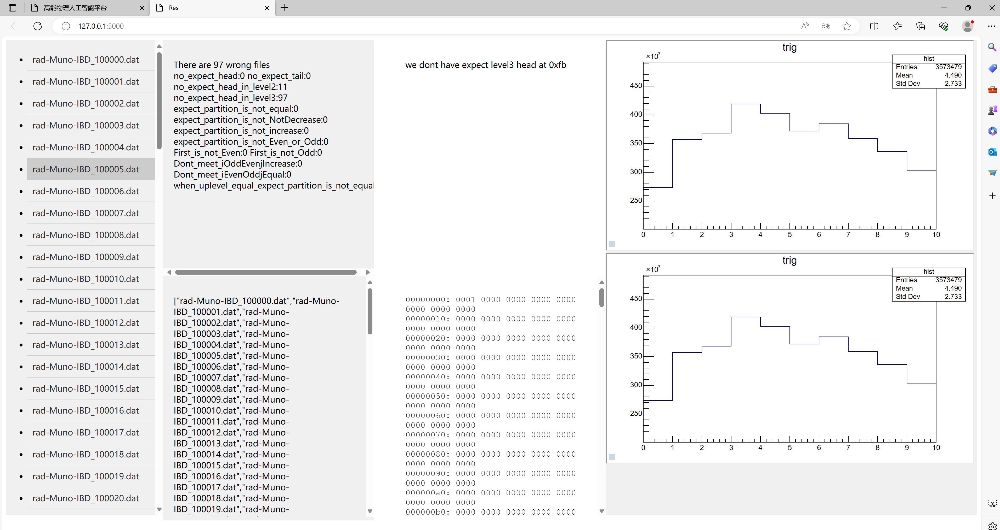 高能物理人工智能平台
Res
127.0.0.1:5000
rad-Muno-IBD_100000.dat
rad-Muno-IBD_100001.dat
rad-Muno-IBD_100002.dat
rad-Muno-IBD_100003.dat
rad-Muno-IBD_100004.dat
rad-Muno-IBD_100005.dat
rad-Muno-IBD_100006.dat
rad-Muno-IBD_100007.dat
rad-Muno-IBD_100008.dat
rad-Muno-IBD_100009.dat
rad-Muno-IBD_100010.dat
rad-Muno-IBD_100011.dat
rad-Muno-IBD_100012.dat
rad-Muno-IBD_100013.dat
rad-Muno-IBD_100014.dat
rad-Muno-IBD_100015.dat
rad-Muno-IBD_100016.dat
rad-Muno-IBD_100017.dat
rad-Muno-IBD_100018.dat
rad-Muno-IBD_100019.dat
rad-Muno-IBD_100020.dat
There are 97 wrong files
no_expect_head:0 no_expect_tail:0
no_expect_head_in_level2:11
no_expect_head_in_level3:97
expect_partition_is_not_equal:0
expect_partition_is_not_NotDecrease:0
expect_partition_is_not_increase:0
expect_partition_is_not_Even_or_Odd:0
First_is_not_Even:0 First_is_not_Odd:0
Dont_meet_iOddEvenjIncrease:0
Dont_meet_iEvenOddjEqual:0
when_uplevel_equal_expect_partition_is_not_equal
["rad-Muno-IBD_100000.dat","rad-Muno-
IBD_100001.dat","rad-Muno-
IBD_100002.dat","rad-Muno-
IBD_100003.dat","rad-Muno-
IBD_100004.dat","rad-Muno-
IBD_100005.dat","rad-Muno-
IBD_100006.dat","rad-Muno-
IBD_100007.dat","rad-Muno-
IBD_100008.dat","rad-Muno-
IBD_100009.dat","rad-Muno-
IBD_100010.dat","rad-Muno-
IBD_100011.dat","rad-Muno-
IBD_100012.dat","rad-Muno-
IBD_100013.dat","rad-Muno-
IBD_100014.dat","rad-Muno-
IBD_100015.dat","rad-Muno-
IBD_100016.dat","rad-Muno-
IBD_100017.dat","rad-Muno-
IBD_100018.dat","rad-Muno-
IBD_100019.dat","rad-Muno-
we dont have expect level3 head at 0xfb
00000000: 0001 0000 0000 0000 0000
0000 0000 0000
00000010: 0000 0000 0000 0000 0000
0000 0000 0000
00000020: 0000 0000 0000 0000 0000
0000 0000 0000
00000030: 0000 0000 0000 0000 0000
0000 0000 0000
00000040: 0000 0000 0000 0000 0000
0000 0000 0000
00000050: 0000 0000 0000 0000 0000
0000 0000 0000
00000060: 0000 0000 0000 0000 0000
0000 0000 0000
00000070: 0000 0000 0000 0000 0000
0000 0000 0000
00000080: 0000 0000 0000 0000 0000
0000 0000 0000
00000090: 0000 0000 0000 0000 0000
0000 0000 0000
000000a0: 0000 0000 0000 0000 0000
0000 0000 0000
000000b0: 0000 0000 0000 0000 0000
trig
×10³
hist
Entries 3573479
Mean 4.490
Std Dev 2.733
450
400
350
300
250
0 1 2 3 4 5 6 7 8 9 10
trig
×10³
hist
Entries 3573479
Mean 4.490
Std Dev 2.733
450
400
350
300
250
0 1 2 3 4 5 6 7 8 9 10